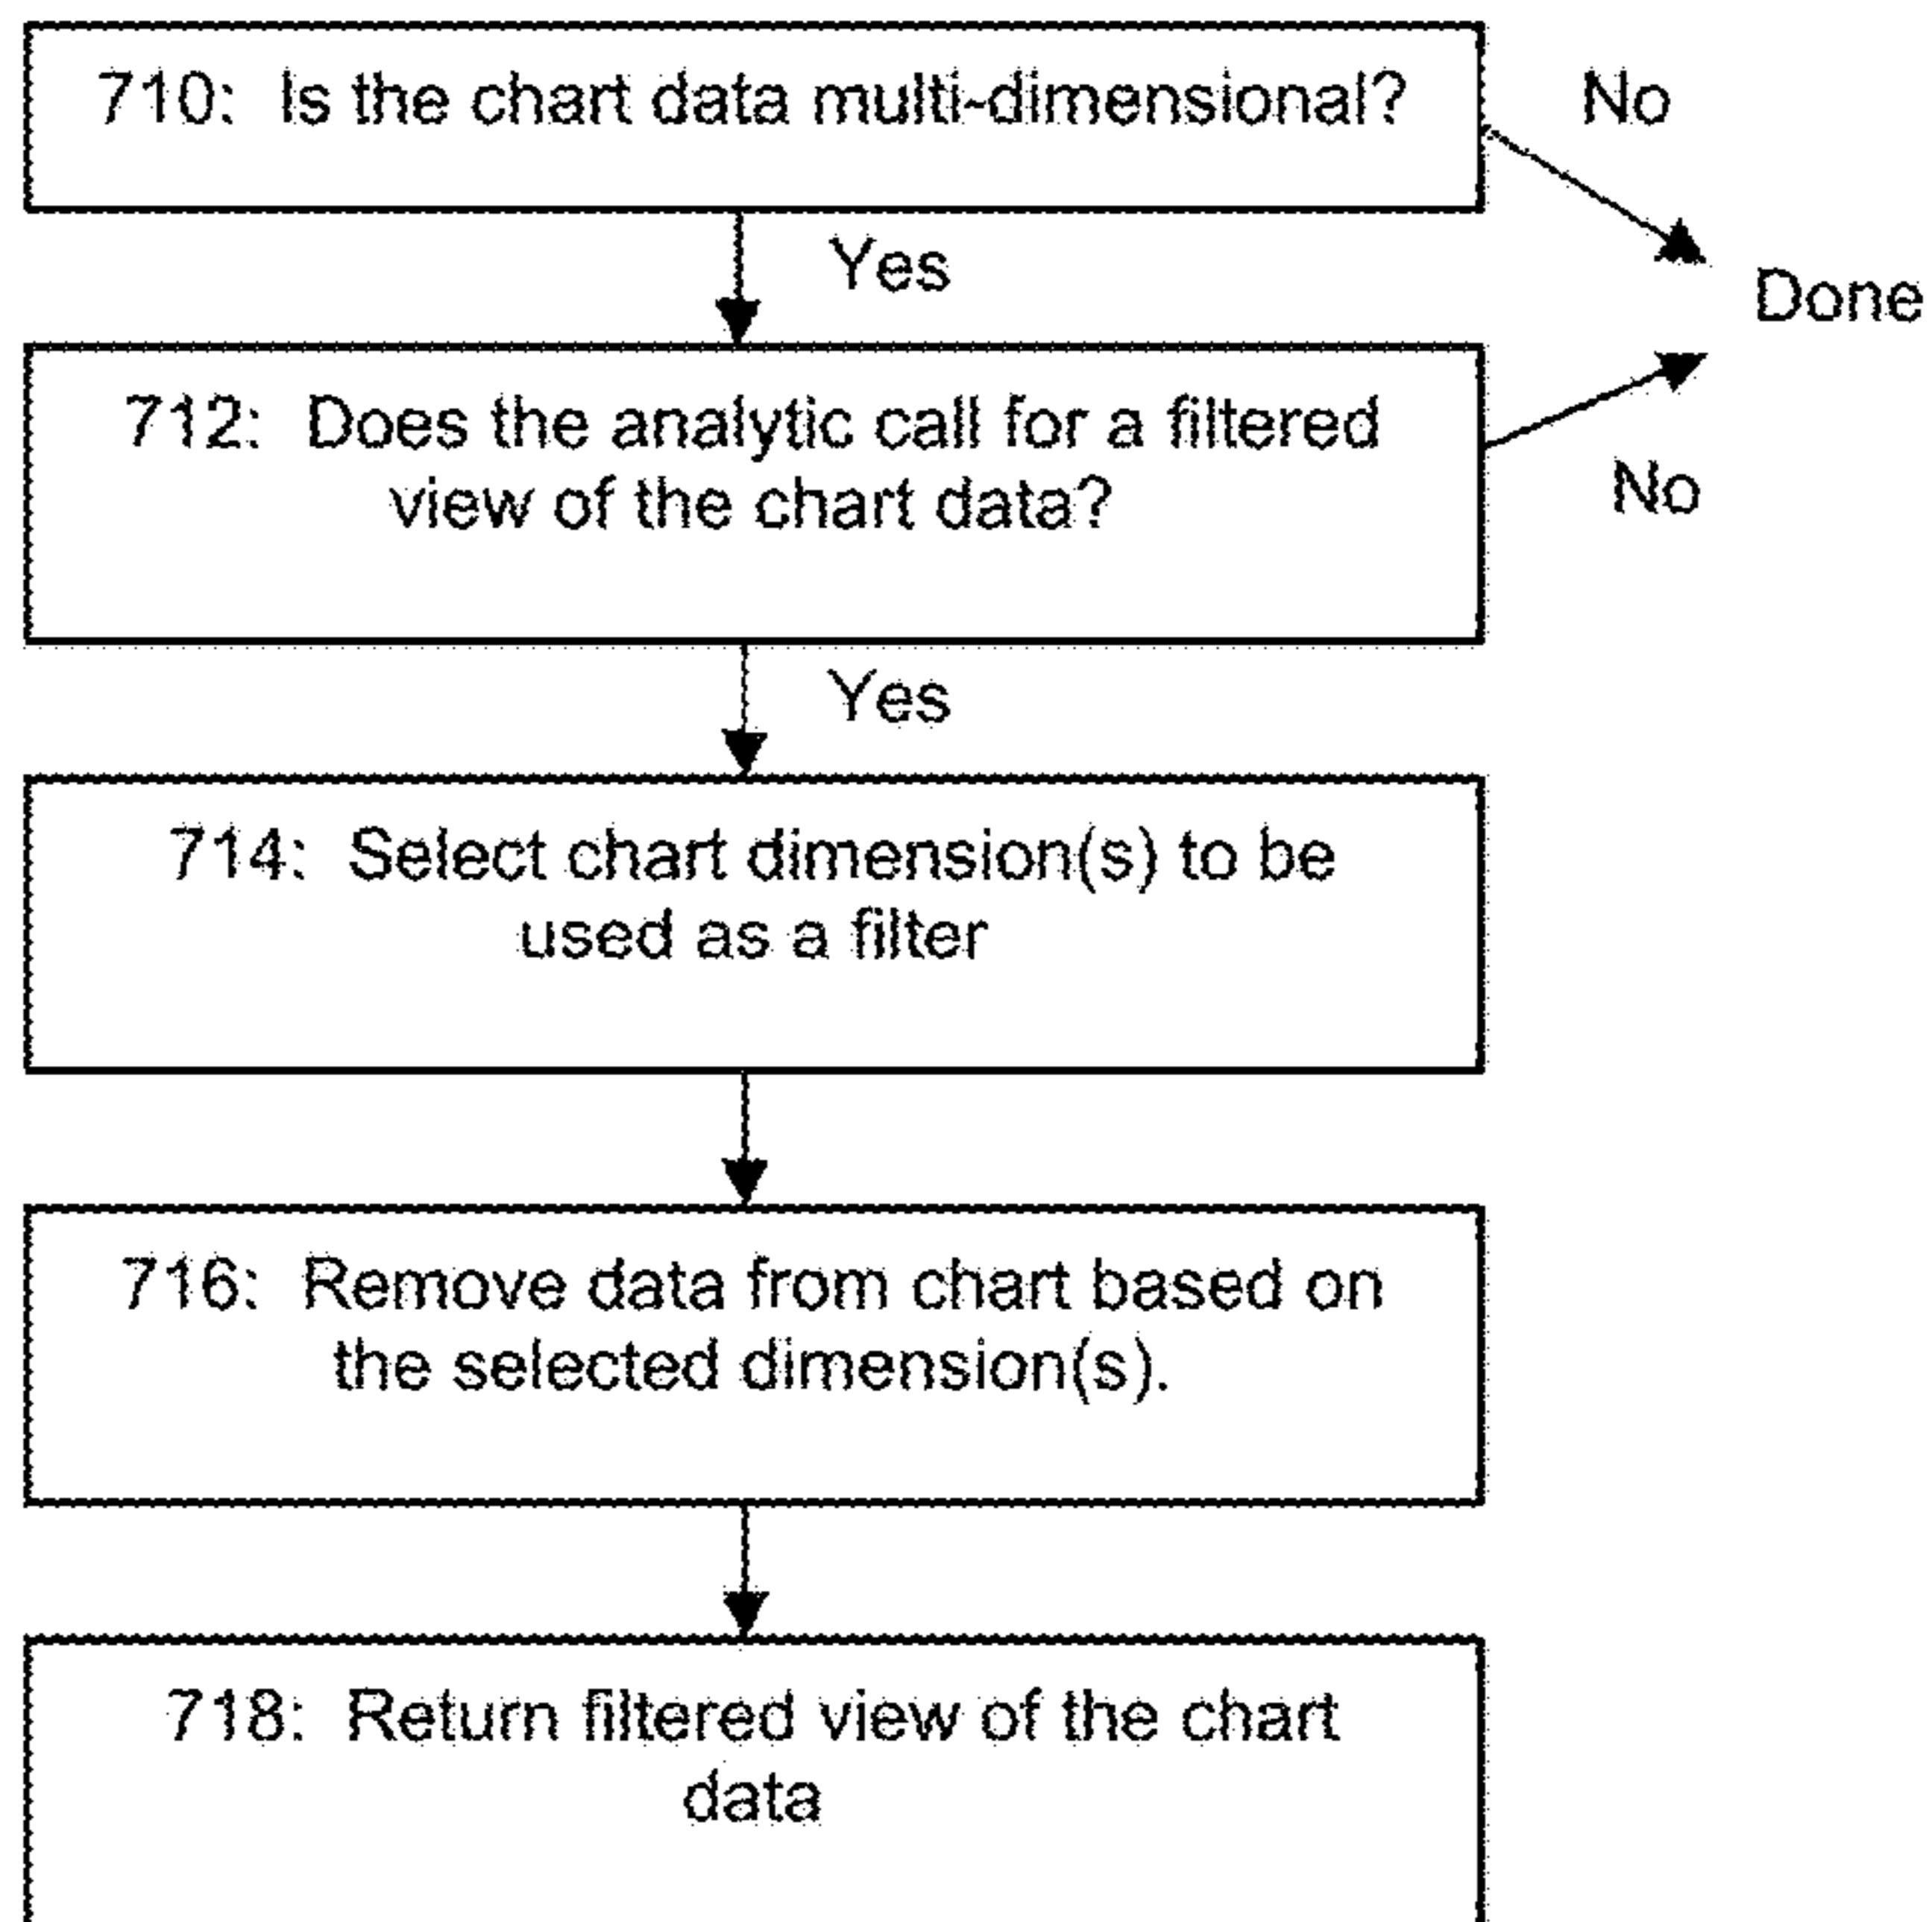 710: Is the chart data multi-dimensional?
No
Yes
Done
712: Does the analytic call for a filtered
view of the chart data?
No
Yes
714: Select chart dimension(s) to be
used as a filter
716: Remove data from chart based on
the selected dimension(s).
718: Return filtered view of the chart
data